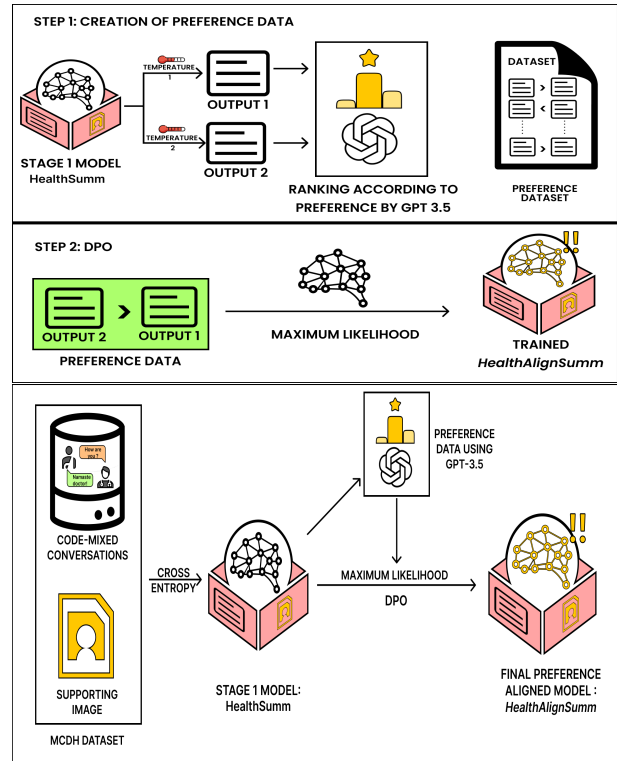 STEP 1: CREATION OF PREFERENCE DATA
TEMPERATURE
1
OUTPUT 1
TEMPERATURE
2
OUTPUT 2
STAGE 1 MODEL
HealthSumm
RANKING ACCORDING TO
PREFERENCE BY GPT 3.5
DATASET
>
<
>
PREFERENCE
DATASET
STEP 2: DPO
OUTPUT 2 > OUTPUT 1
PREFERENCE DATA
MAXIMUM LIKELIHOOD
!!
TRAINED
HealthAlignSumm
How are
you ?
Namaste
doctor!
CODE-MIXED
CONVERSATIONS
SUPPORTING
IMAGE
MCDH DATASET
CROSS
ENTROPY
STAGE 1 MODEL:
HealthSumm
PREFERENCE
DATA USING
GPT-3.5
MAXIMUM LIKELIHOOD
DPO
!!
FINAL PREFERENCE
ALIGNED MODEL :
HealthAlignSumm